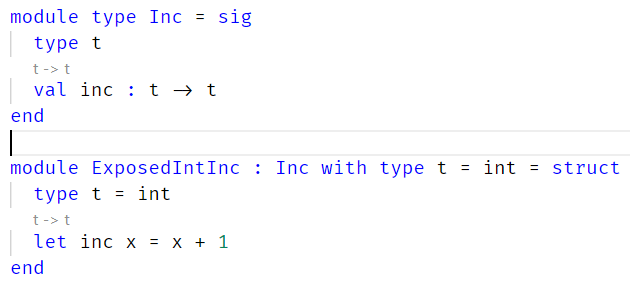 module type Inc = sig
type t
t -> t
val inc : t → t
end
module ExposedIntInc : Inc with type t = int = struct
type t = int
t -> t
let inc x = x + 1
end